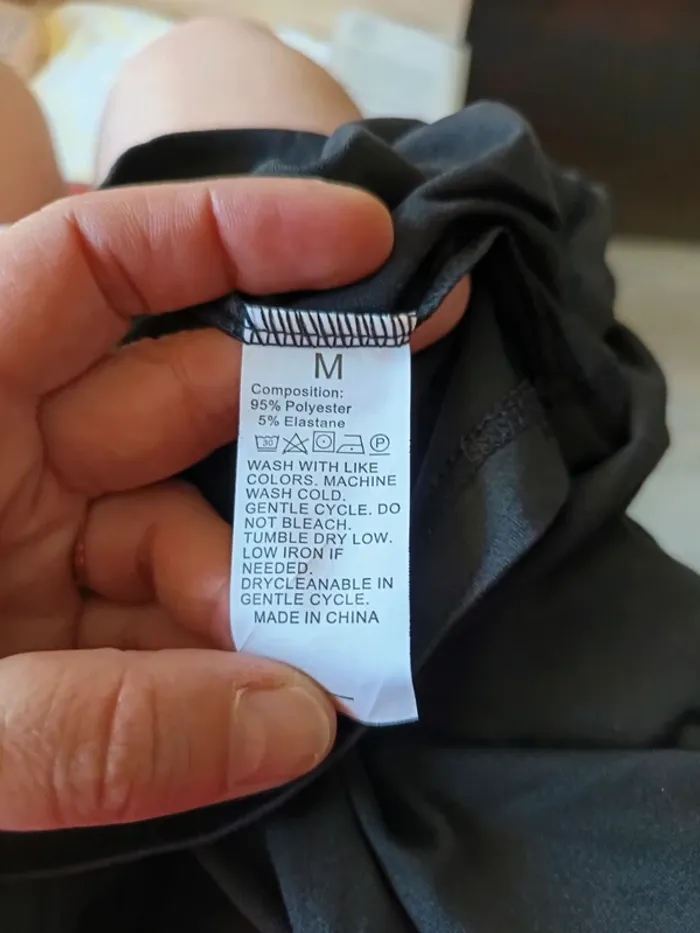 M
Composition:
95% Polyester
5% Elastane
30 P
WASH WITH LIKE
COLORS. MACHINE
WASH COLD.
GENTLE CYCLE. DO
NOT BLEACH.
TUMBLE DRY LOW.
LOW IRON IF
NEEDED.
DRYCLEANABLE IN
GENTLE CYCLE.
MADE IN CHINA